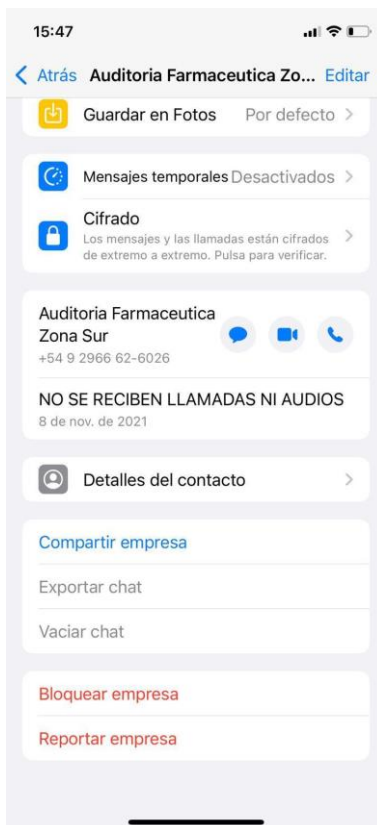 15:47
Atrás Auditoria Farmaceutica Zo... Editar
Guardar en Fotos Por defecto
Mensajes temporales Desactivados
Cifrado
Los mensajes y las llamadas están cifrados
de extremo a extremo. Pulsa para verificar.
Auditoria Farmaceutica
Zona Sur
+54 9 2966 62-6026
NO SE RECIBEN LLAMADAS NI AUDIOS
8 de nov. de 2021
Detalles del contacto
Compartir empresa
Exportar chat
Vaciar chat
Bloquear empresa
Reportar empresa